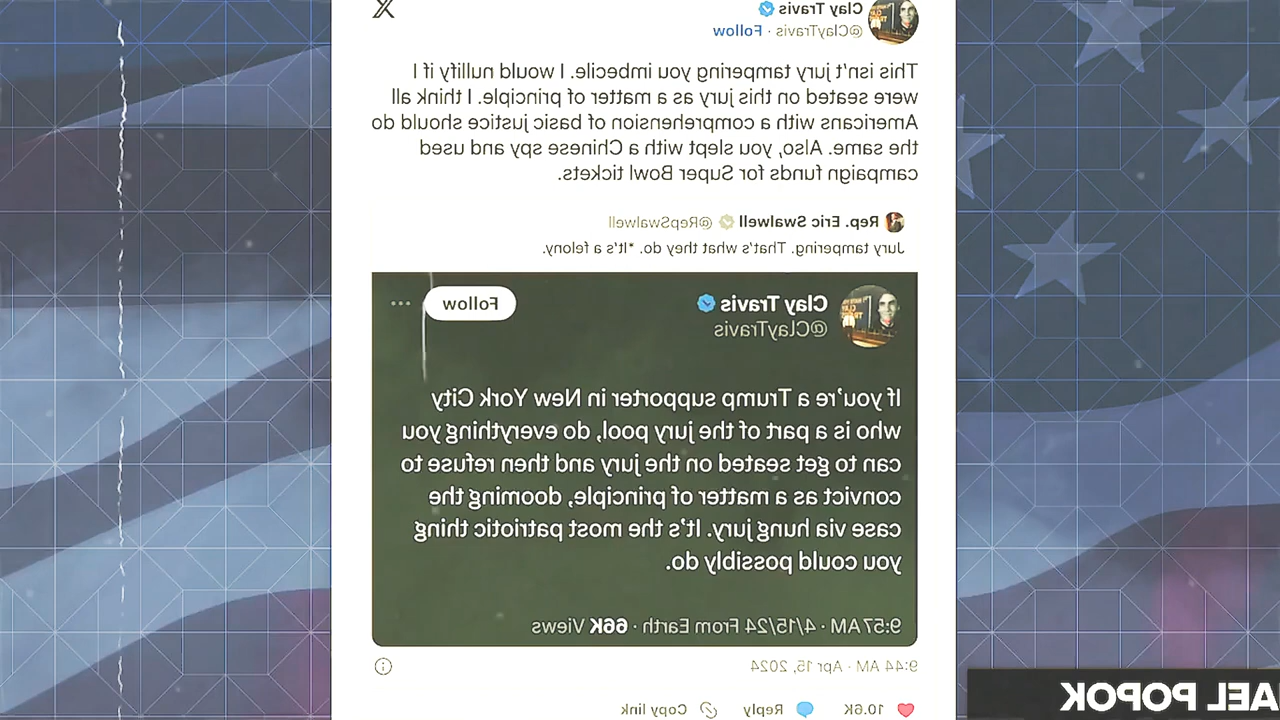 Clay Travis
@ClayTravis · Follow
This isn't jury tampering you imbecile. I would nullify if I
were seated on this jury as a matter of principle. I think all
Americans with a comprehension of basic justice should do
the same. Also, you slept with a Chinese spy and used
campaign funds for Super Bowl tickets.
Rep. Eric Swalwell @RepSwalwell
Jury tampering. That's what they do. *It's a felony.
Clay Travis
@ClayTravis
Follow
If you're a Trump supporter in New York City
who is a part of the jury pool, do everything you
can to get seated on the jury and then refuse to
convict as a matter of principle, dooming the
case via hung jury. It's the most patriotic thing
you could possibly do.
9:57 AM · 4/15/24 From Earth · 66K Views
9:44 AM · Apr 15, 2024
10.6K Reply Copy link
AEL POPOK